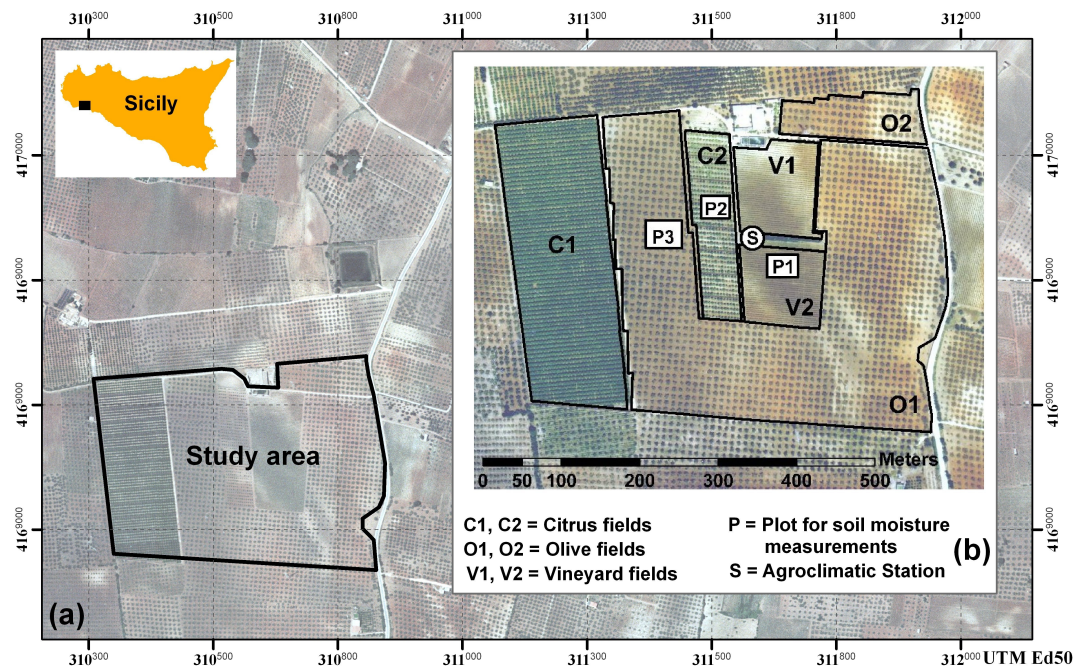 310300 310500 310800 311000 311300 311500 311800 312000
Sicily
4170000 4170000
O2
C2
V1
P2
C1
P3
S
P1
4169000 4169000
V2
4169000 4169000
O1
Study area
Meters
0 50 100 200 300 400 500
C1, C2 = Citrus fields
P = Plot for soil moisture
measurements
O1, O2 = Olive fields
(b)
V1, V2 = Vineyard fields
S = Agroclimatic Station
4169000 4169000
(a)
310300 310500 310800 311000 311300 311500 311800 312000
UTM Ed50